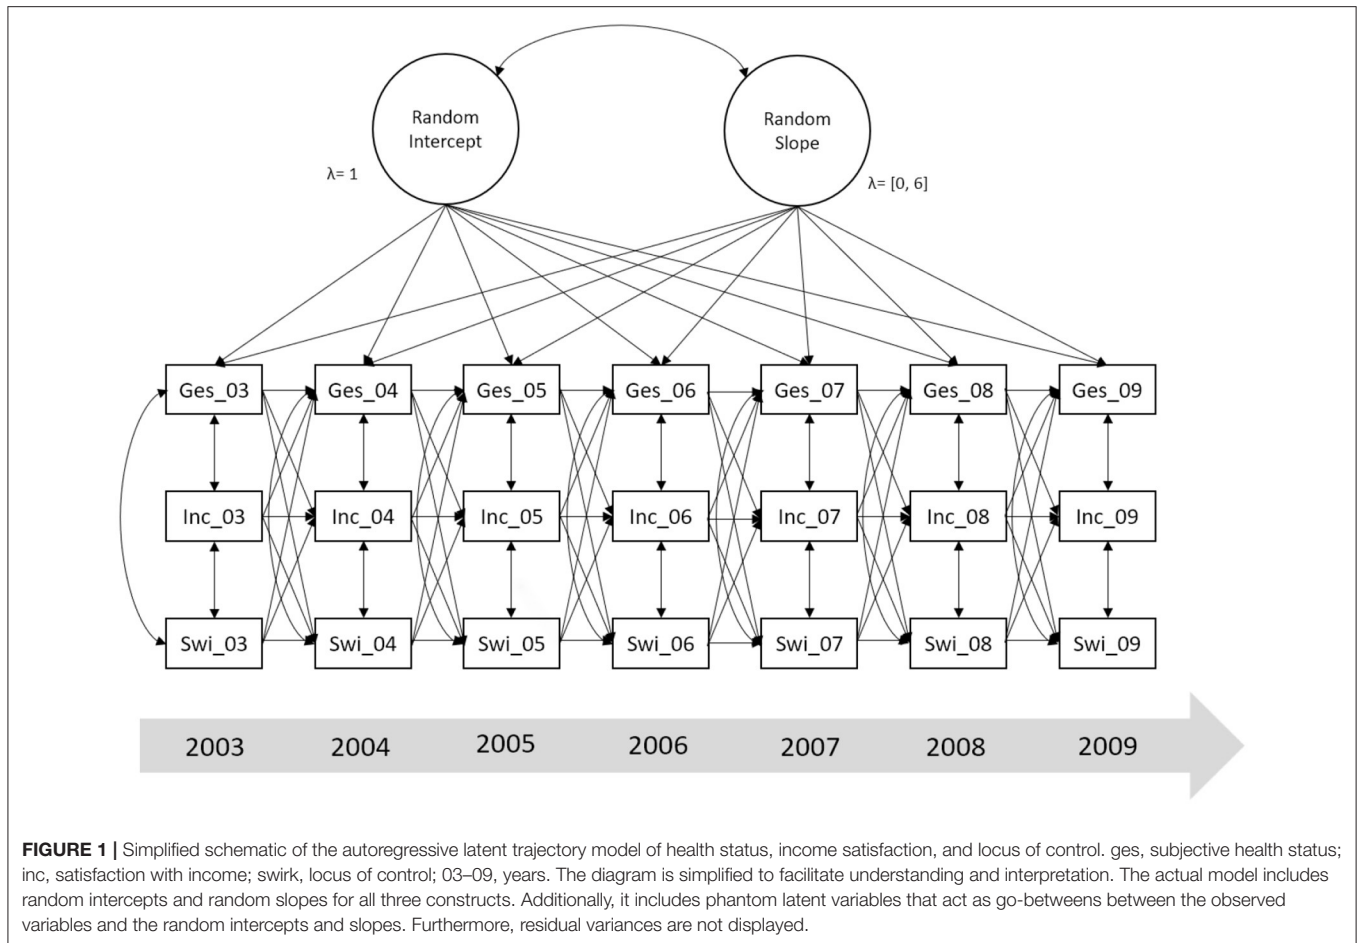 Random
Intercept
Random
Slope
λ= 1
λ= [0, 6]
Ges_03 Ges_04 Ges_05 Ges_06 Ges_07 Ges_08 Ges_09
Inc_03 Inc_04 Inc_05 Inc_06 Inc_07 Inc_08 Inc_09
Swi_03 Swi_04 Swi_05 Swi_06 Swi_07 Swi_08 Swi_09
2003 2004 2005 2006 2007 2008 2009
FIGURE 1 | Simplified schematic of the autoregressive latent trajectory model of health status, income satisfaction, and locus of control. ges, subjective health status;
inc, satisfaction with income; swirk, locus of control; 03–09, years. The diagram is simplified to facilitate understanding and interpretation. The actual model includes
random intercepts and random slopes for all three constructs. Additionally, it includes phantom latent variables that act as go-betweens between the observed
variables and the random intercepts and slopes. Furthermore, residual variances are not displayed.